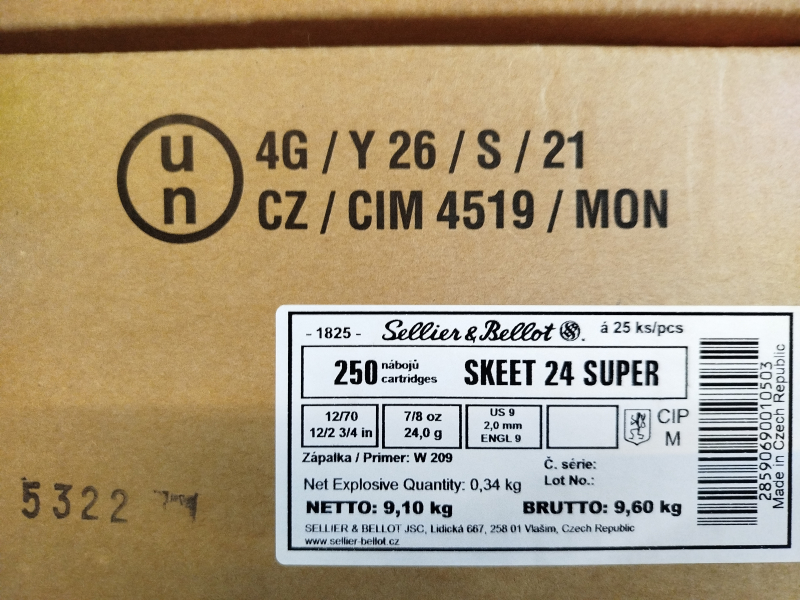 un
4G / Y 26 / S / 21
CZ / CIM 4519 / MON
- 1825 - Sellier & Bellot SB. á 25 ks/pcs
250 nábojů cartridges SKEET 24 SUPER
12/70 7/8 oz US 9
12/2 3/4 in 24,0 g 2,0 mm
ENGL 9
CIP
M
Zápalka / Primer: W 209
Č. série:
Lot No.:
Net Explosive Quantity: 0,34 kg
NETTO: 9,10 kg BRUTTO: 9,60 kg
SELLIER & BELLOT JSC, Lidická 667, 258 01 Vlašim, Czech Republic
www.sellier-bellot.cz
28590690010503
Made in Czech Republic
5322